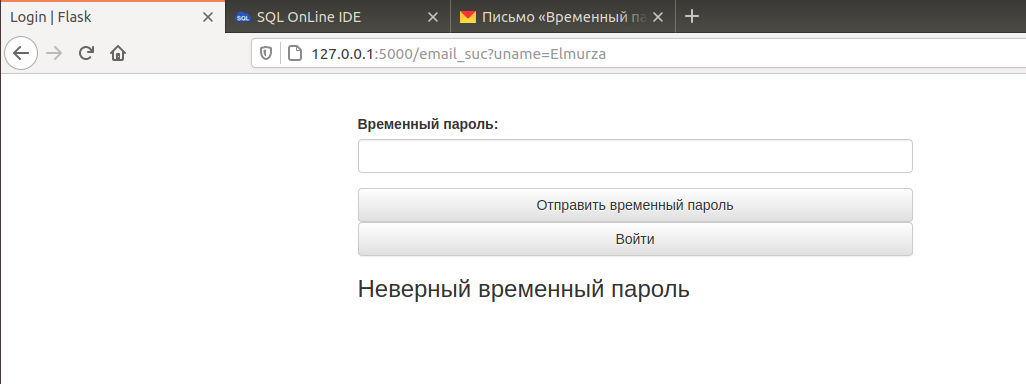 Login | Flask
SQL OnLine IDE
Письмо «Временный па
127.0.0.1:5000/email_suc?uname=Elmurza
Временный пароль:
Отправить временный пароль
Войти
Неверный временный пароль